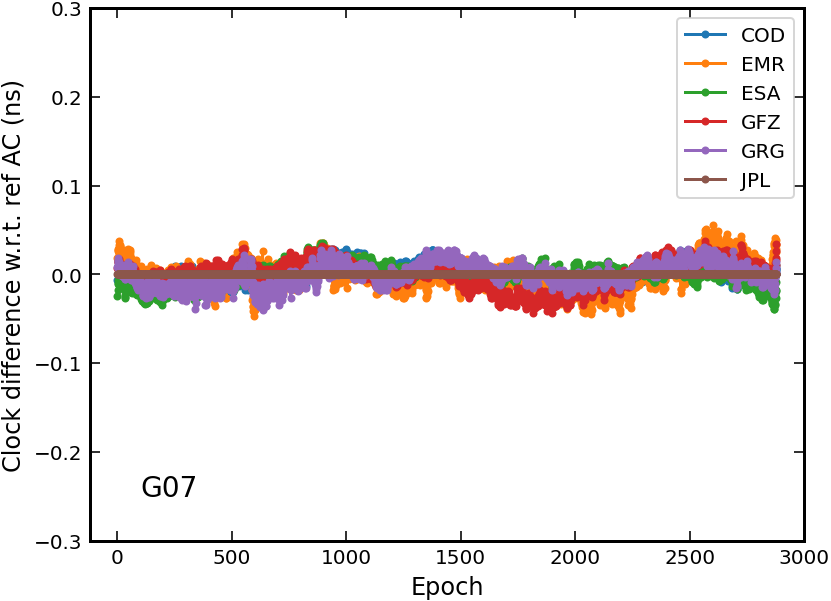 Clock difference w.r.t. ref AC (ns)
0.3
0.2
0.1
0.0
−0.1
−0.2
−0.3
COD
EMR
ESA
GFZ
GRG
JPL
G07
0 500 1000 1500 2000 2500 3000
Epoch